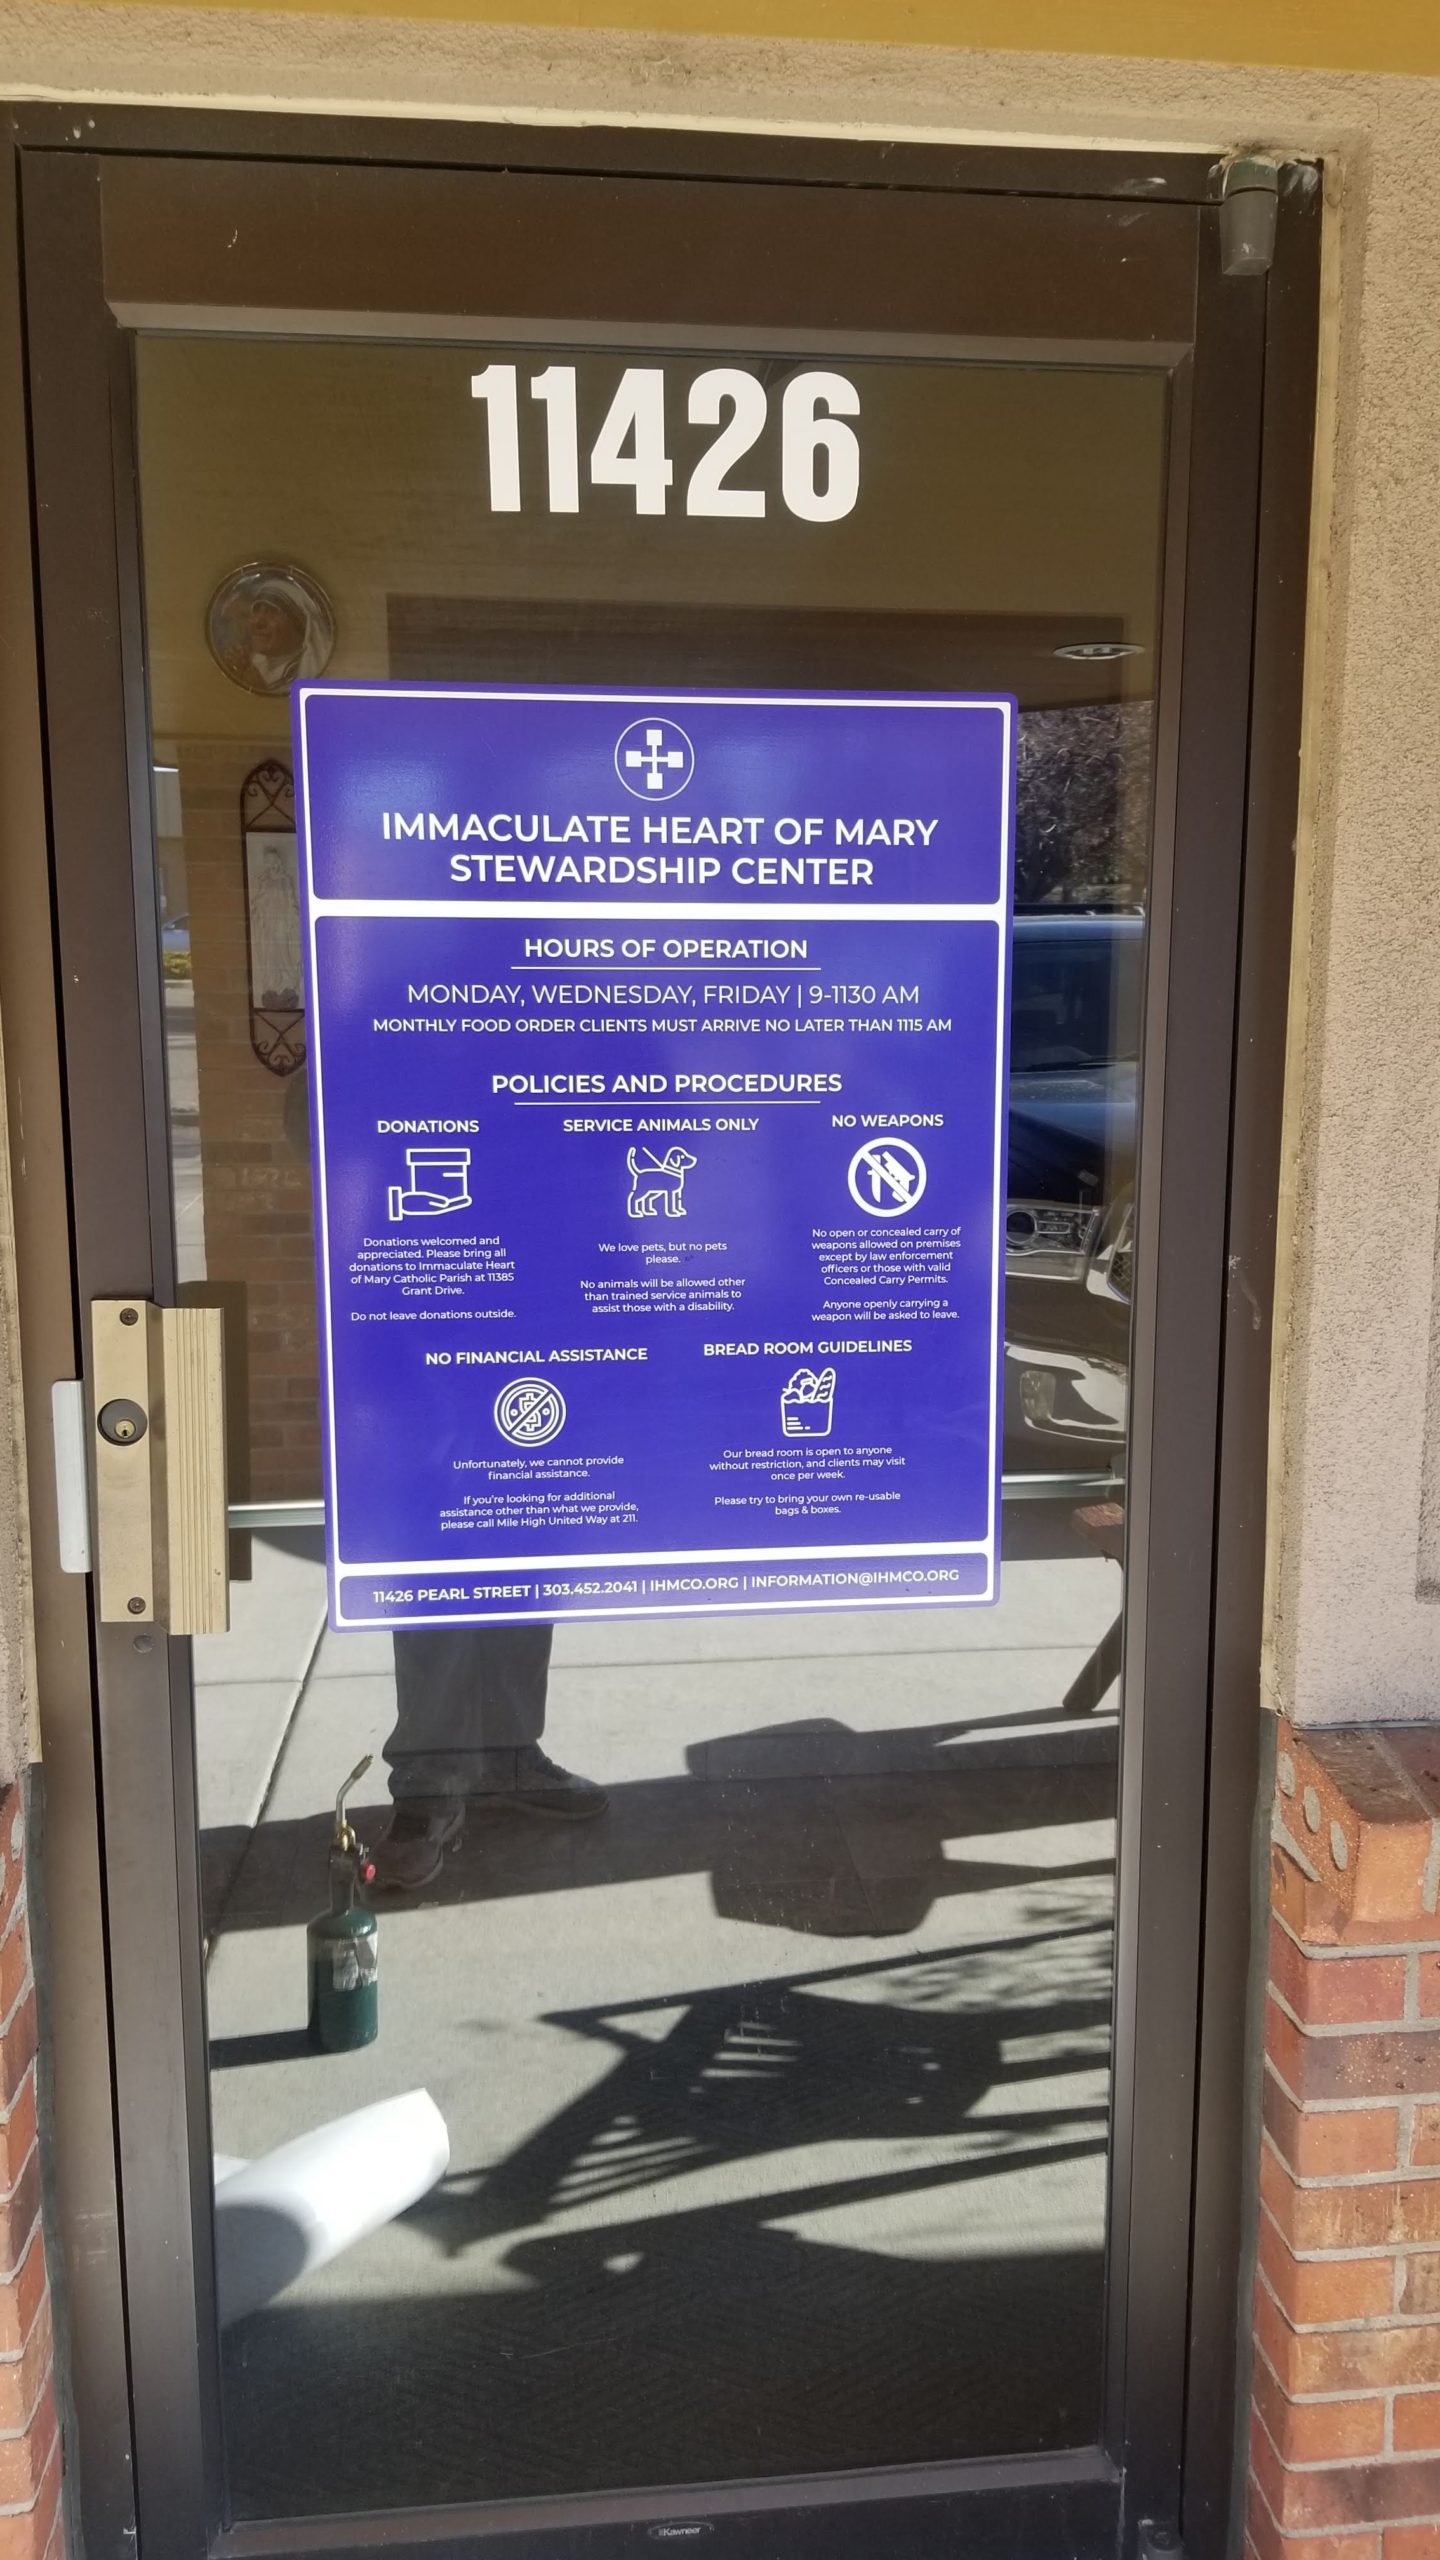 11426
IMMACULATE HEART OF MARY
STEWARDSHIP CENTER
HOURS OF OPERATION
MONDAY, WEDNESDAY, FRIDAY | 9-1130 AM
MONTHLY FOOD ORDER CLIENTS MUST ARRIVE NO LATER THAN 1115 AM
POLICIES AND PROCEDURES
DONATIONS
Donations welcomed and
appreciated. Please bring all
donations to Immaculate Heart
of Mary Catholic Parish at 11385
Grant Drive.
Do not leave donations outside.
SERVICE ANIMALS ONLY
We love pets, but no pets
please.
No animals will be allowed other
than trained service animals to
assist those with a disability.
NO WEAPONS
No open or concealed carry of
weapons allowed on premises
except by law enforcement
officers or those with valid
Concealed Carry Permits.
Anyone openly carrying a
weapon will be asked to leave.
NO FINANCIAL ASSISTANCE
Unfortunately, we cannot provide
financial assistance.
If you're looking for additional
assistance other than what we provide,
please call Mile High United Way at 211.
BREAD ROOM GUIDELINES
Our bread room is open to anyone
without restriction, and clients may visit
once per week.
Please try to bring your own re-usable
bags & boxes.
11426 PEARL STREET | 303.452.2041 | IHMCO.ORG | INFORMATION@IHMCO.ORG
Kawneer